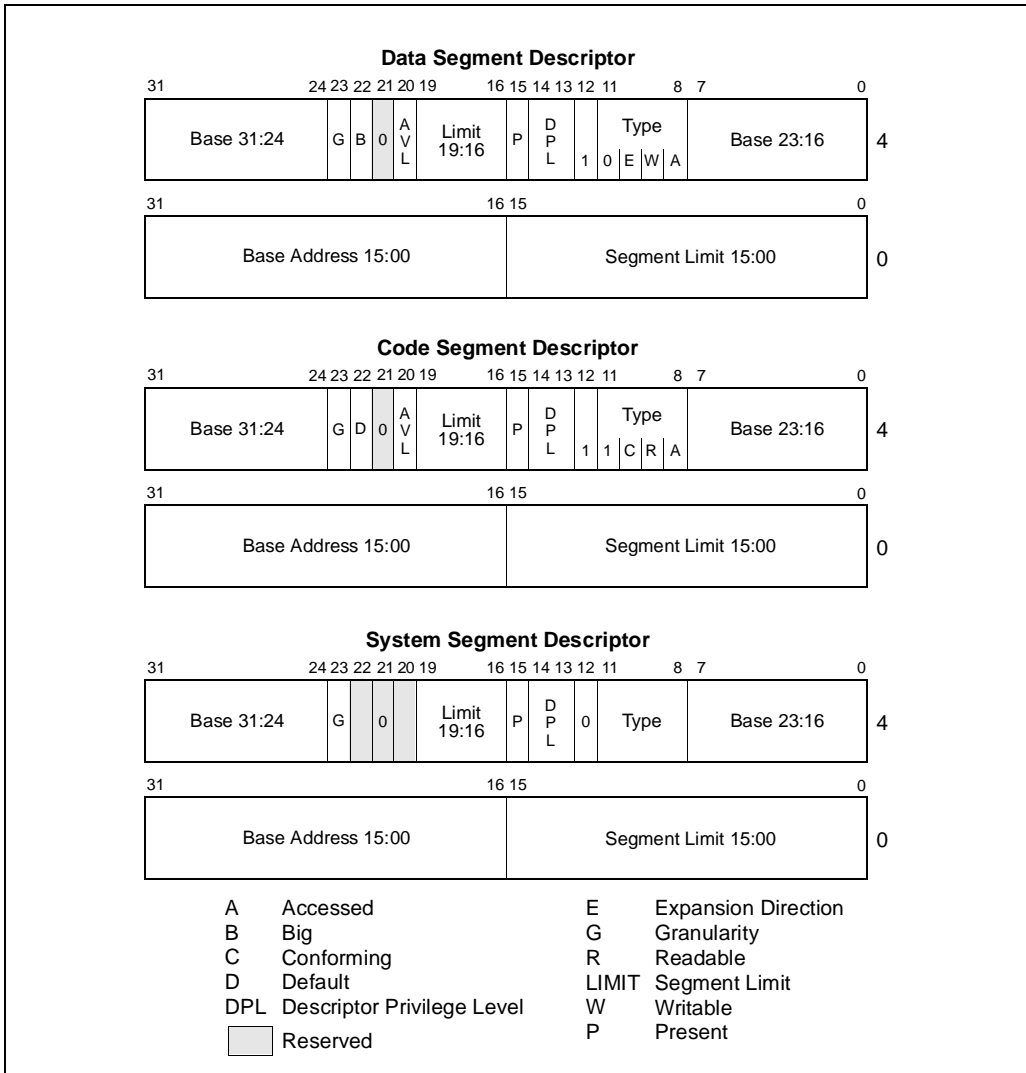 Data Segment Descriptor
31 24 23 22 21 20 19 16 15 14 13 12 11 8 7 0
Base 31:24 G B 0 AVL Limit 19:16 P DPL 1 Type 0 E W A Base 23:16 4
31 16 15 0
Base Address 15:00 Segment Limit 15:00 0
Code Segment Descriptor
31 24 23 22 21 20 19 16 15 14 13 12 11 8 7 0
Base 31:24 G D 0 AVL Limit 19:16 P DPL 1 Type 1 C R A Base 23:16 4
31 16 15 0
Base Address 15:00 Segment Limit 15:00 0
System Segment Descriptor
31 24 23 22 21 20 19 16 15 14 13 12 11 8 7 0
Base 31:24 G 0 Limit 19:16 P DPL 0 Type Base 23:16 4
31 16 15 0
Base Address 15:00 Segment Limit 15:00 0
A Accessed
B Big
C Conforming
D Default
DPL Descriptor Privilege Level
Reserved
E Expansion Direction
G Granularity
R Readable
LIMIT Segment Limit
W Writable
P Present